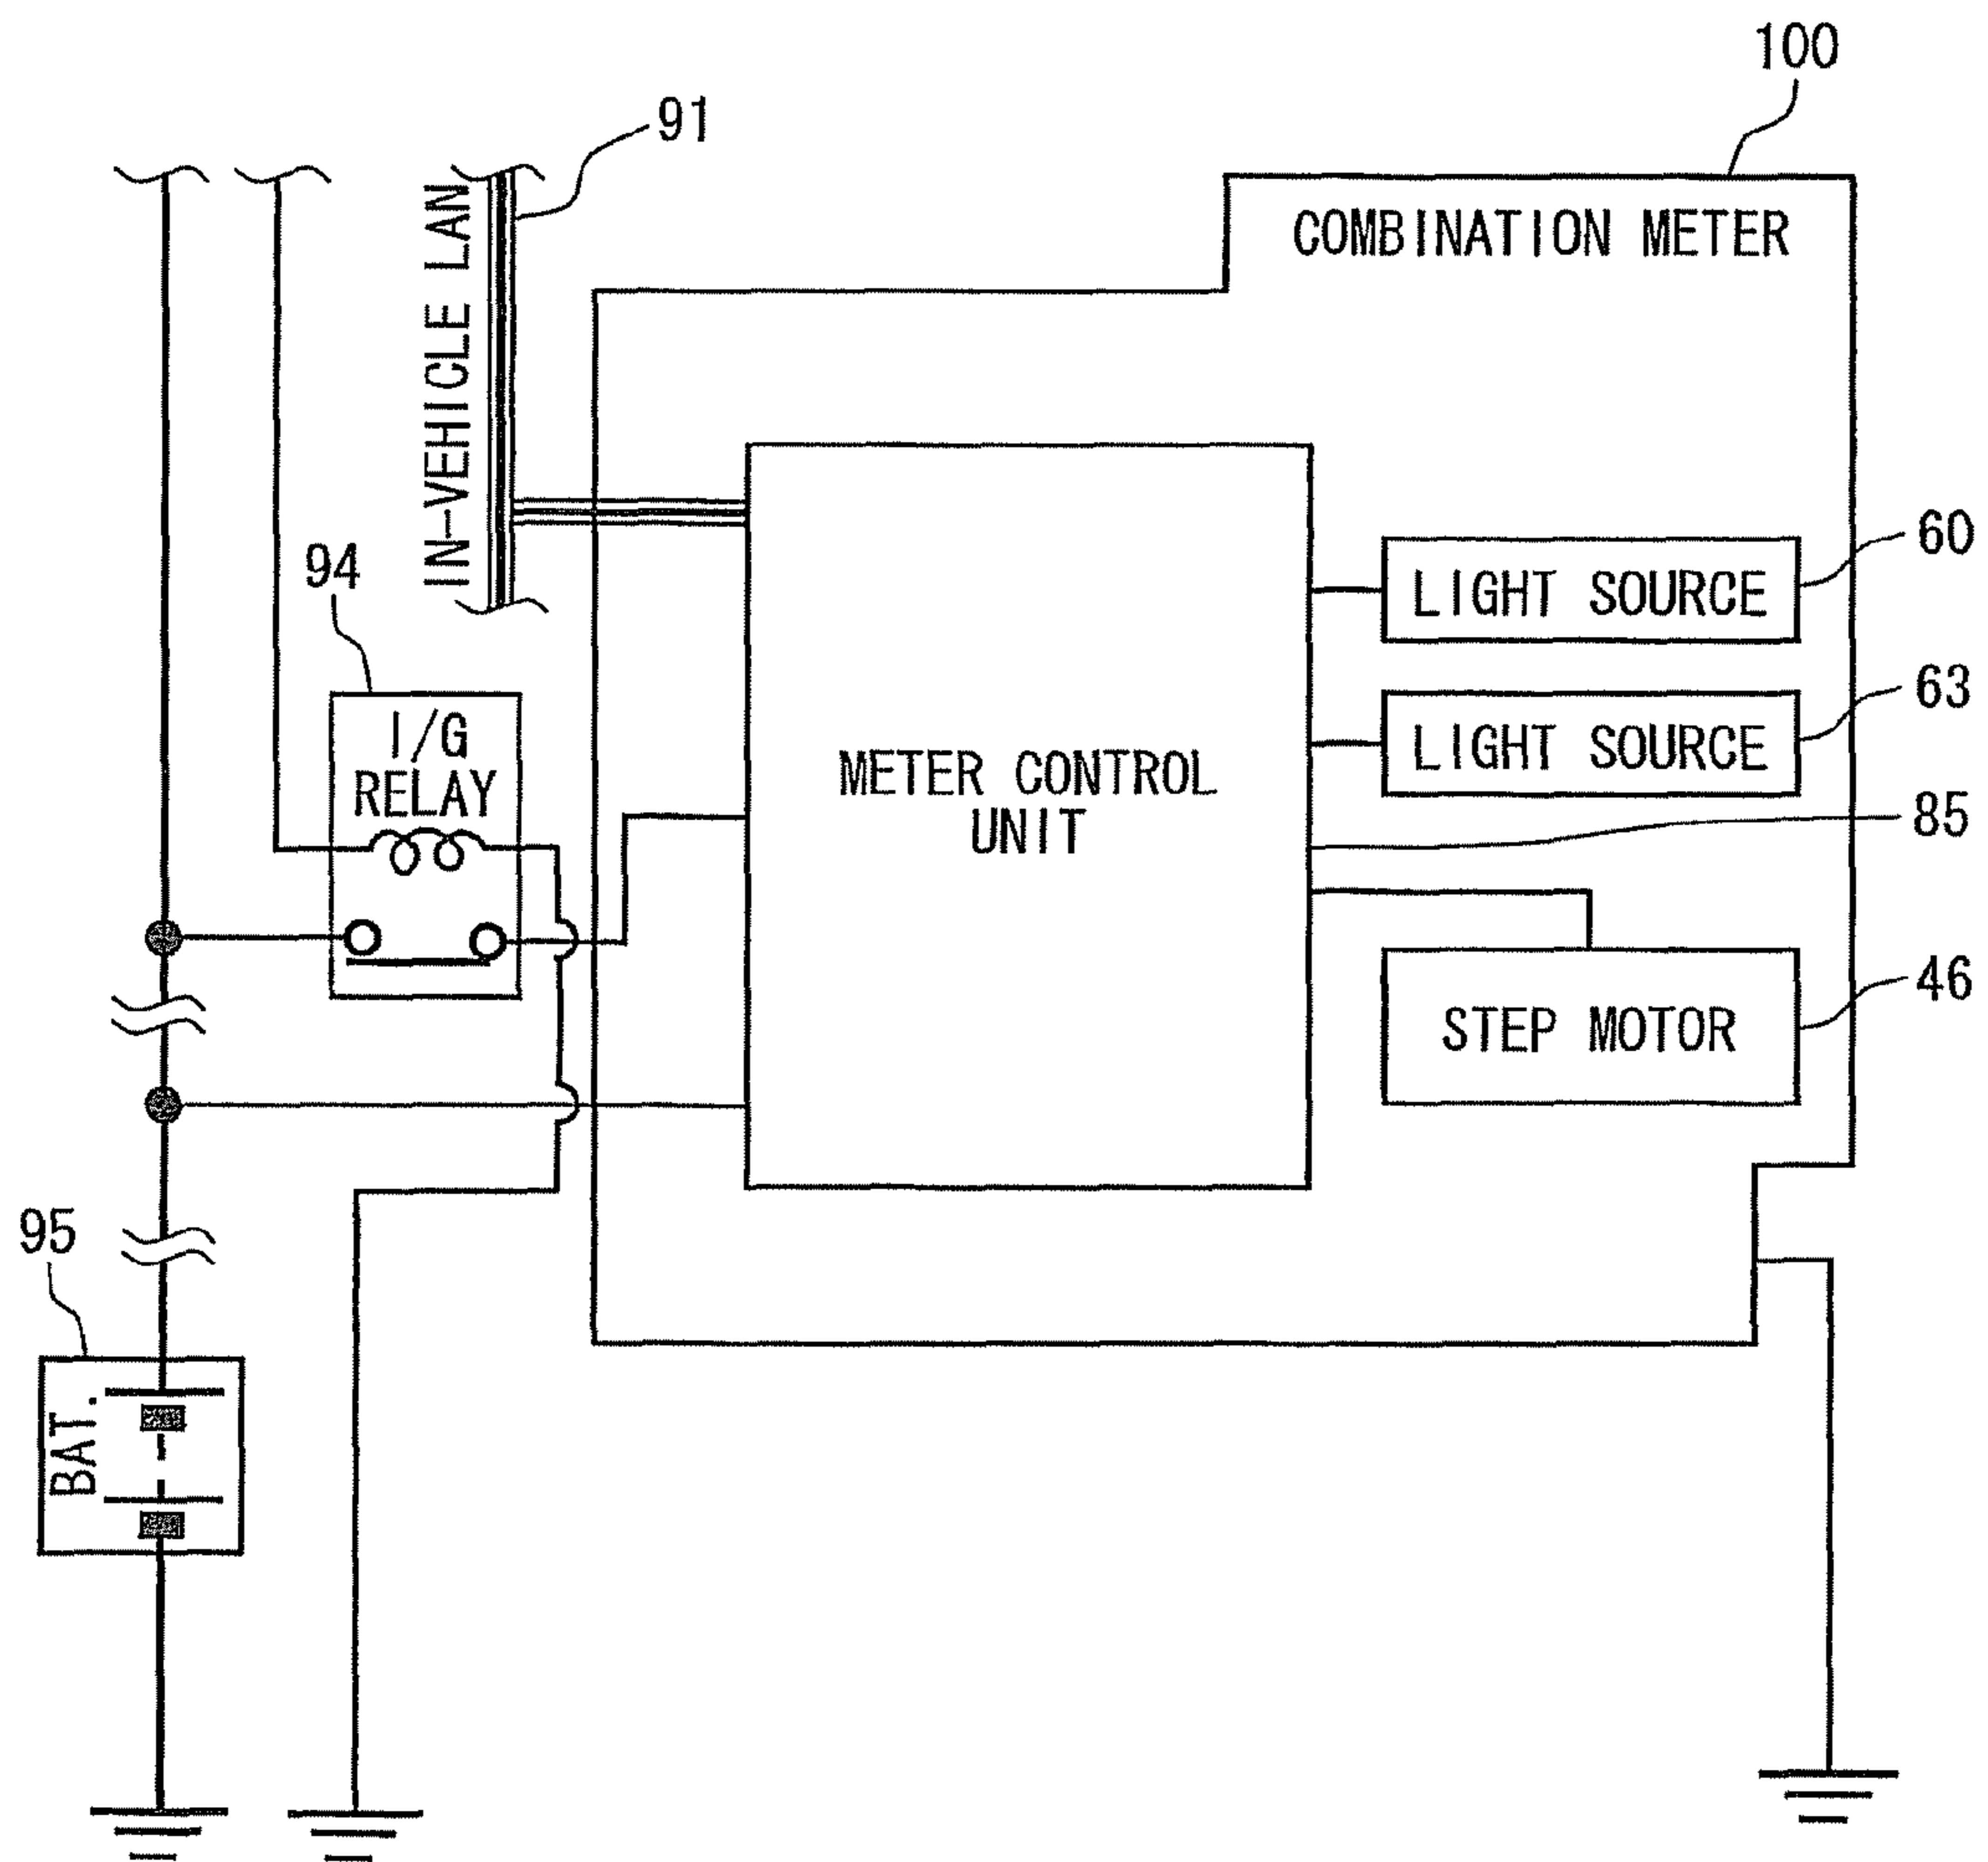 100
91
COMBINATION METER
IN-VEHICLE LAN
60
LIGHT SOURCE
94
63
LIGHT SOURCE
I/G
RELAY
METER CONTROL
UNIT
85
46
STEP MOTOR
95
BAT.